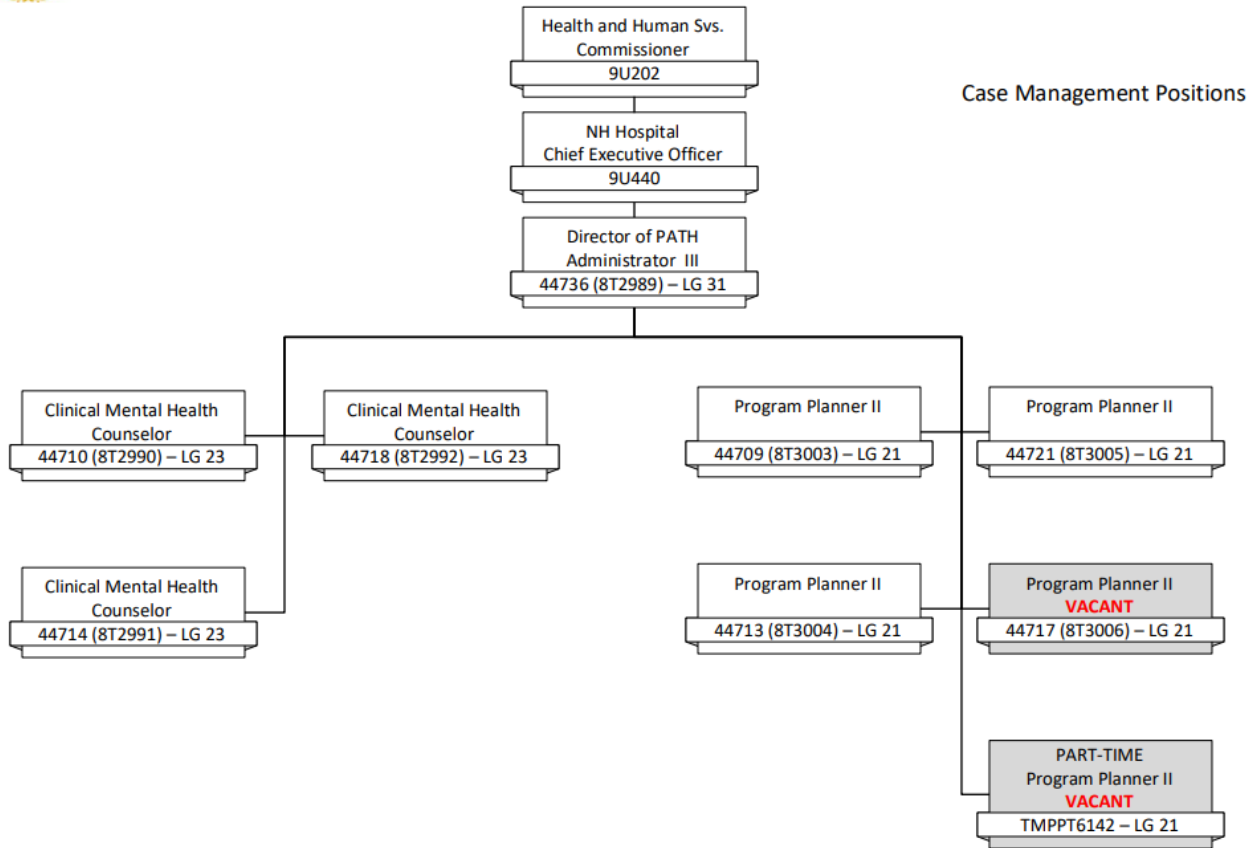 Health and Human Svs.
Commissioner
9U202
Case Management Positions
NH Hospital
Chief Executive Officer
9U440
Director of PATH
Administrator III
44736 (8T2989) – LG 31
Clinical Mental Health
Counselor
44710 (8T2990) – LG 23
Clinical Mental Health
Counselor
44718 (8T2992) – LG 23
Program Planner II
44709 (8T3003) – LG 21
Program Planner II
44721 (8T3005) – LG 21
Clinical Mental Health
Counselor
44714 (8T2991) – LG 23
Program Planner II
44713 (8T3004) – LG 21
Program Planner II
VACANT
44717 (8T3006) – LG 21
PART-TIME
Program Planner II
VACANT
TMPPT6142 – LG 21